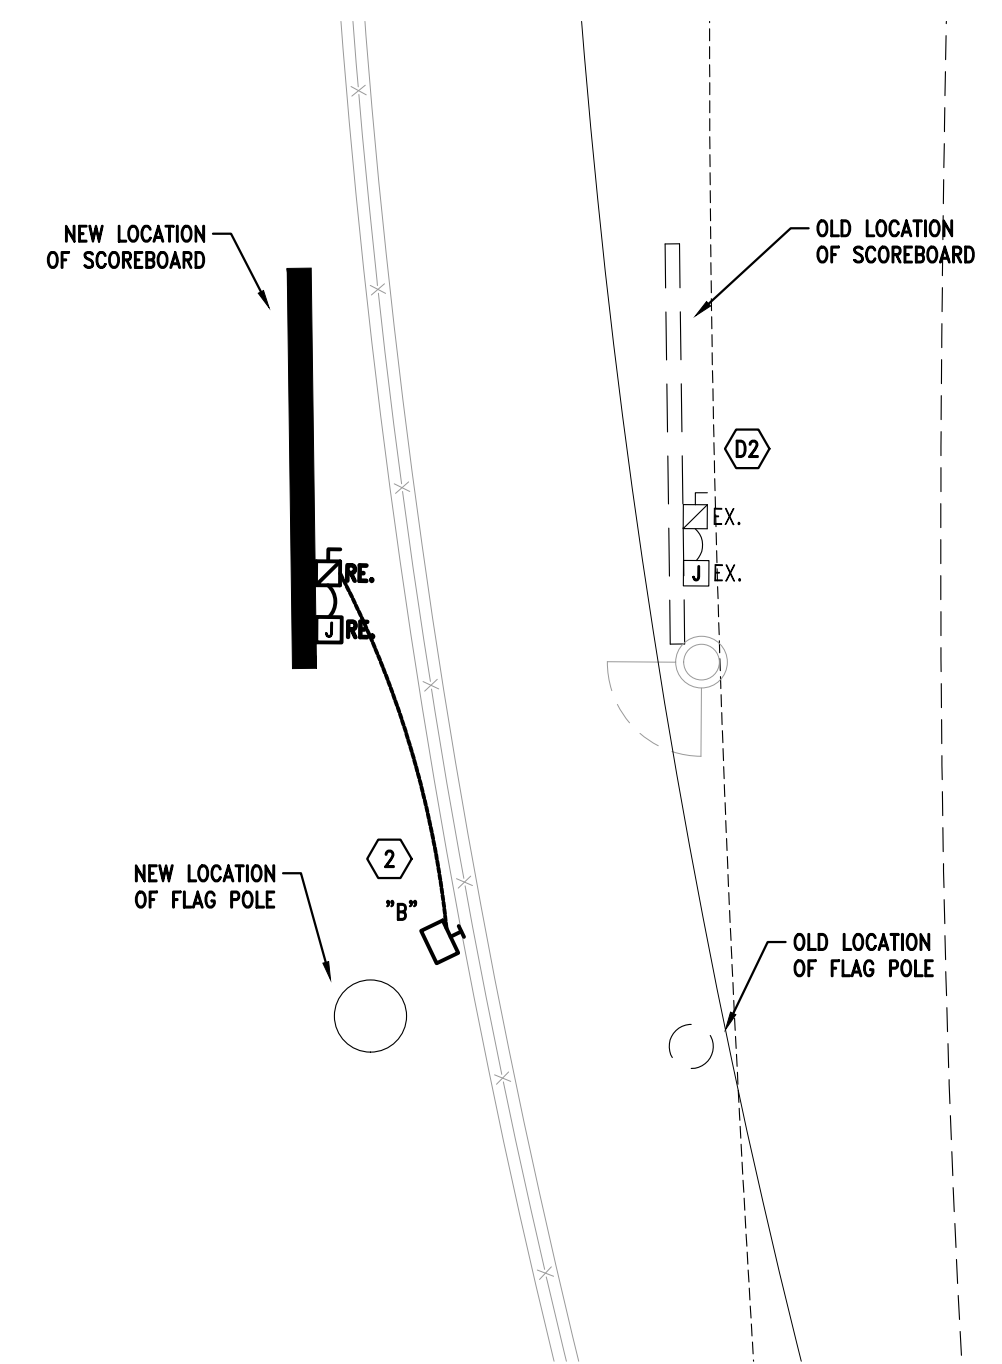 NEW LOCATION
OF SCOREBOARD
OLD LOCATION
OF SCOREBOARD
D2
EX.
J EX.
RE.
J RE.
2
"B"
NEW LOCATION
OF FLAG POLE
OLD LOCATION
OF FLAG POLE